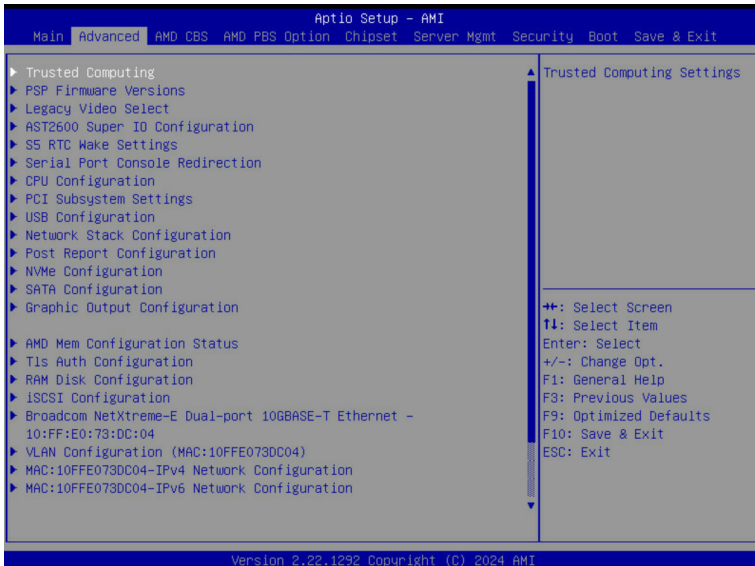 Aptio Setup - AMI
Main Advanced AMD CBS AMD PBS Option Chipset Server Mgmt Security Boot Save & Exit
Trusted Computing
PSP Firmware Versions
Legacy Video Select
AST2600 Super IO Configuration
S5 RTC Wake Settings
Serial Port Console Redirection
CPU Configuration
PCI Subsystem Settings
USB Configuration
Network Stack Configuration
Post Report Configuration
NVMe Configuration
SATA Configuration
Graphic Output Configuration
AMD Mem Configuration Status
Tls Auth Configuration
RAM Disk Configuration
iSCSI Configuration
Broadcom NetXtreme-E Dual-port 10GBASE-T Ethernet -
10:FF:E0:73:DC:04
VLAN Configuration (MAC:10FFE073DC04)
MAC:10FFE073DC04-IPv4 Network Configuration
MAC:10FFE073DC04-IPv6 Network Configuration
Trusted Computing Settings
→←: Select Screen
↑↓: Select Item
Enter: Select
+/-: Change Opt.
F1: General Help
F3: Previous Values
F9: Optimized Defaults
F10: Save & Exit
ESC: Exit
Version 2.22.1292 Copyright (C) 2024 AMI